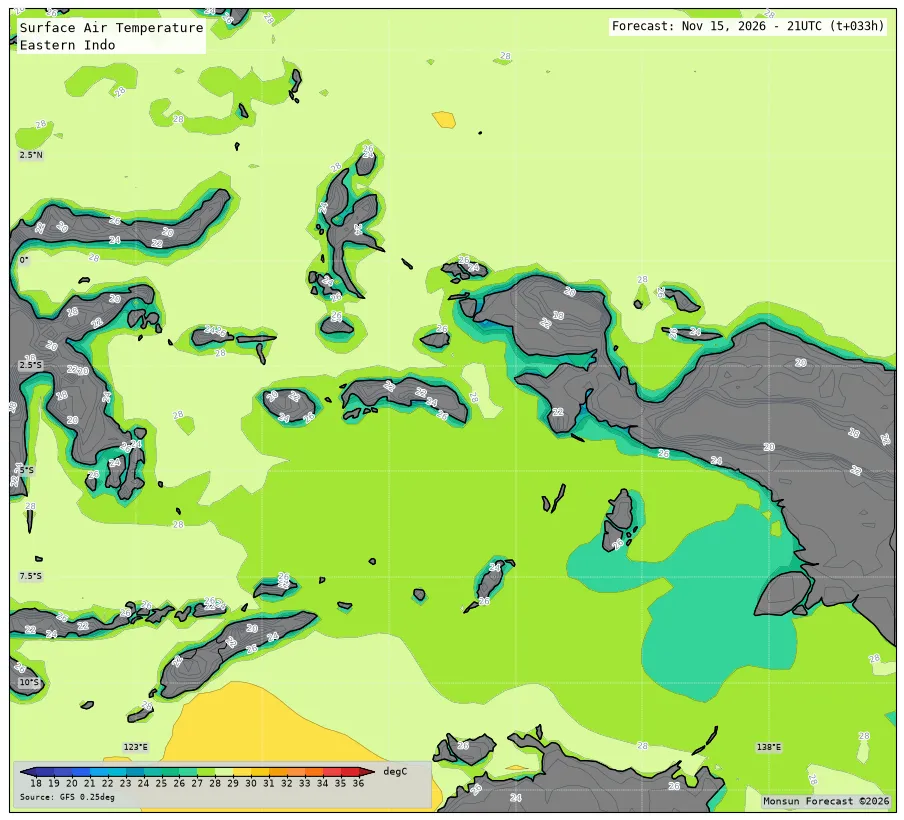 Surface Air Temperature
Eastern Indo
Forecast: Nov 15, 2026 - 21UTC (t+033h)
2.5°N
0°
2.5°S
5°S
7.5°S
10°S
123°E
138°E
18 19 20 21 22 23 24 25 26 27 28 29 30 31 32 33 34 35 36
degC
Source: GFS 0.25deg
Monsun Forecast ©2026